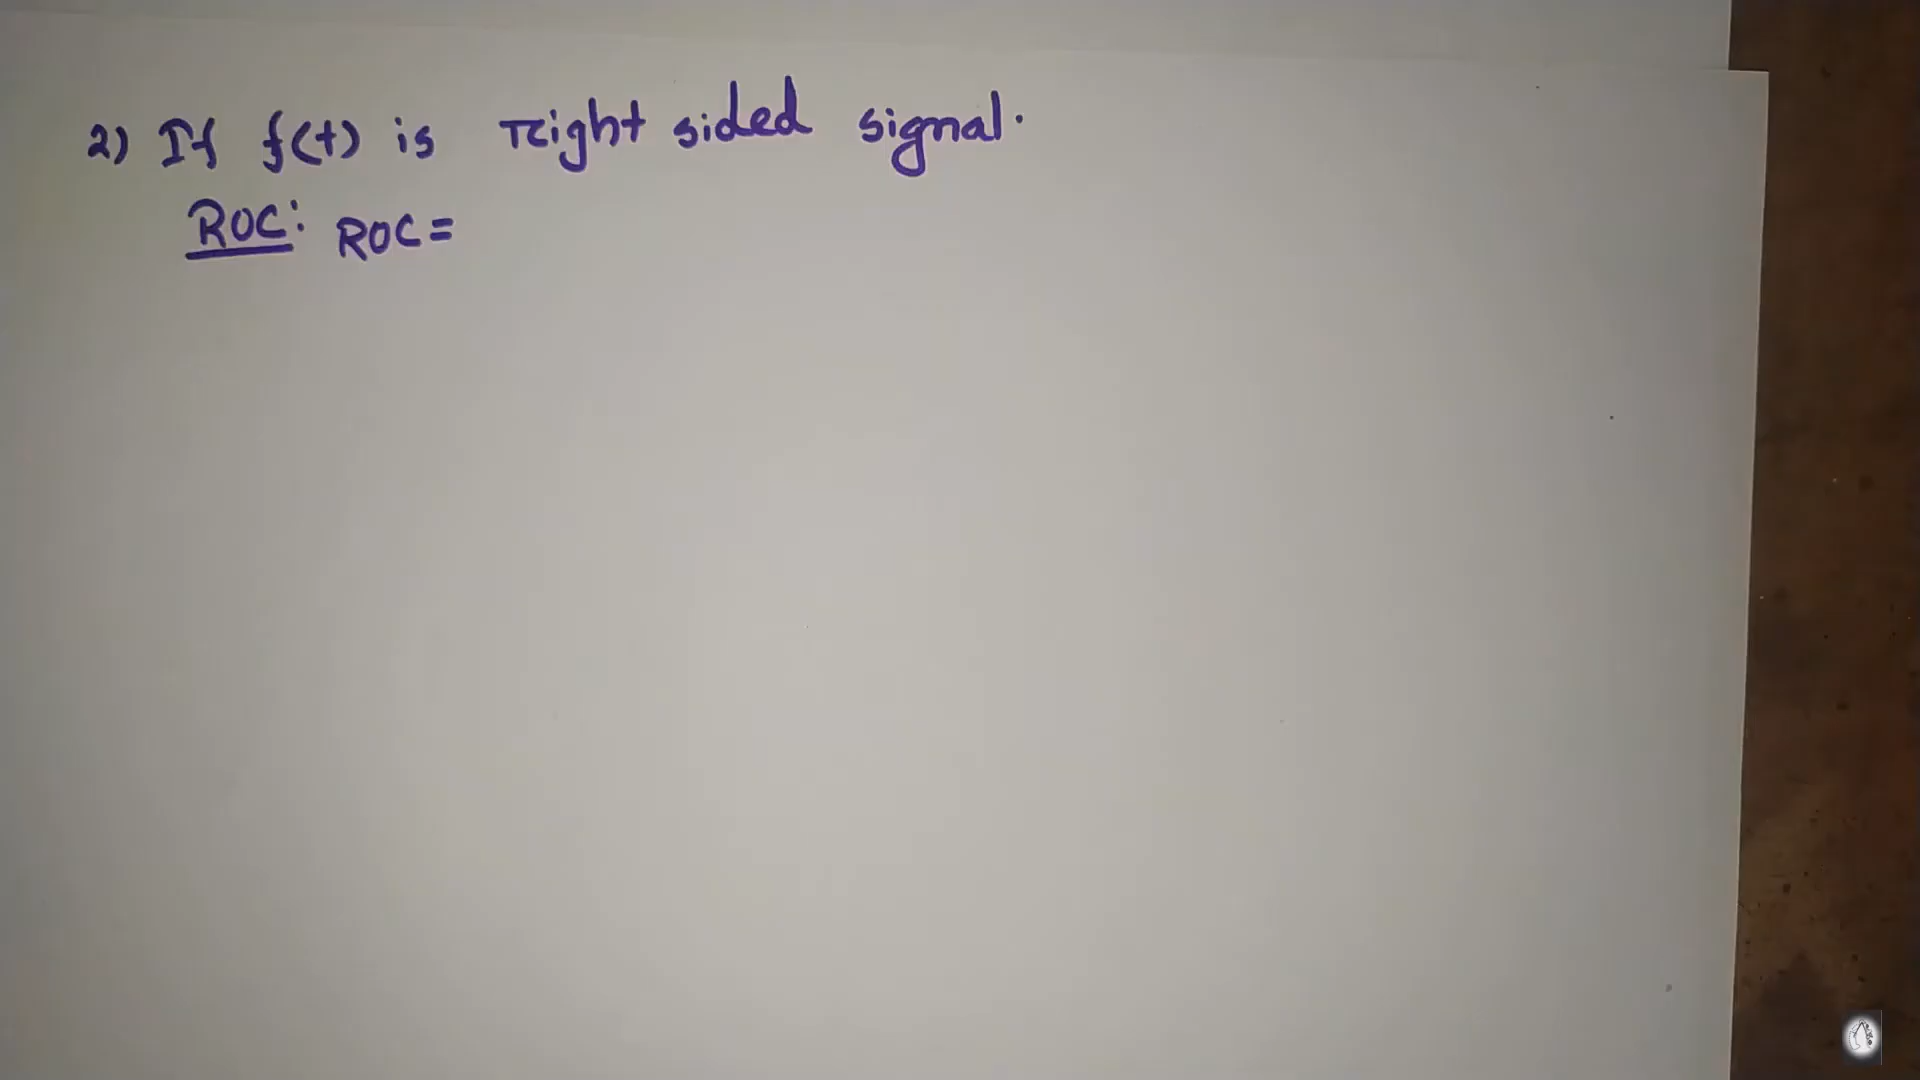 2) If f(t) is right sided signal.
ROC: ROC=